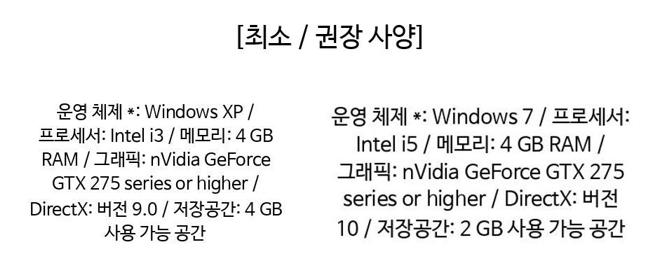 [최소 / 권장 사양]
운영 체제 *: Windows XP /
프로세서: Intel i3 / 메모리: 4 GB
RAM / 그래픽: nVidia GeForce
GTX 275 series or higher /
DirectX: 버전 9.0 / 저장공간: 4 GB
사용 가능 공간
운영 체제 *: Windows 7 / 프로세서:
Intel i5 / 메모리: 4 GB RAM /
그래픽: nVidia GeForce GTX 275
series or higher / DirectX: 버전
10 / 저장공간: 2 GB 사용 가능 공간